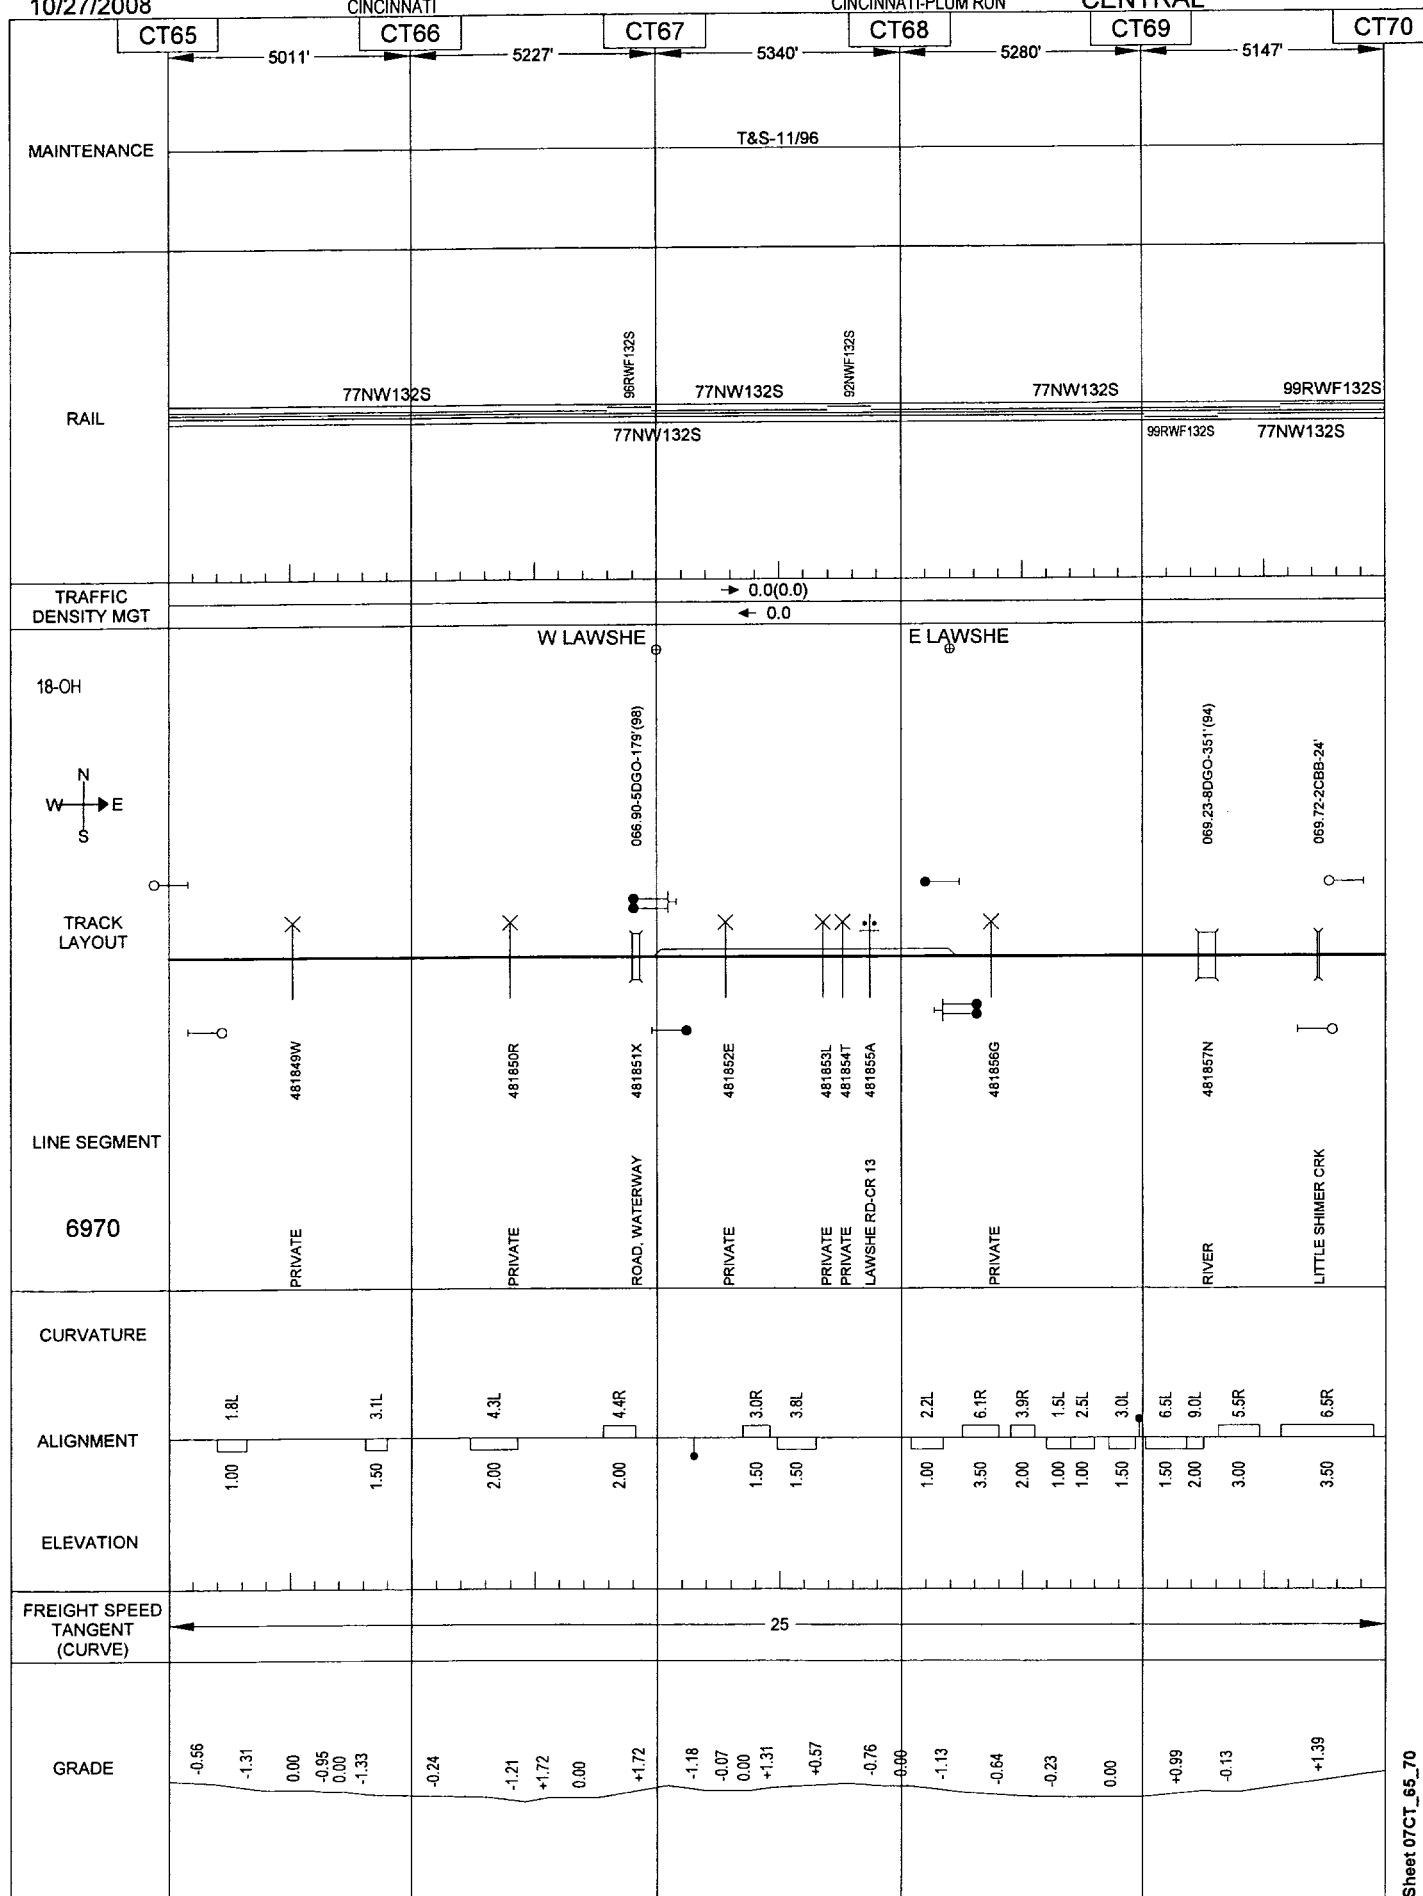 10/27/2008 CINCINNATI CINCINNATI-PLUM RUN CENTRAL
CT65 CT66 CT67 CT68 CT69 CT70
5011' 5227' 5340' 5280' 5147'
MAINTENANCE
T&S-11/96
RAIL
96RWF132S
92NWF132S
77NW132S 77NW132S 77NW132S 99RWF132S
77NW132S 99RWF132S 77NW132S
TRAFFIC
DENSITY MGT
0.0(0.0)
0.0
W LAWSHE E LAWSHE
18-OH
N
W E
S
066.90-5DGO-179'(98)
069.23-8DGO-351'(94)
069.72-2CBB-24'
TRACK
LAYOUT
481849W
481850R
481851X
481852E
481853L
481854T
481855A
481856G
481857N
LINE SEGMENT
6970
PRIVATE
PRIVATE
ROAD, WATERWAY
PRIVATE
PRIVATE
PRIVATE
LAWSHE RD-CR 13
PRIVATE
RIVER
LITTLE SHIMER CRK
CURVATURE
1.8L 3.1L 4.3L 4.4R 3.0R 3.8L 2.2L 6.1R 3.9R 1.5L 2.5L 3.0L 6.5L 9.0L 5.5R 6.5R
ALIGNMENT
1.00 1.50 2.00 2.00 1.50 1.50 1.00 3.50 2.00 1.00 1.00 1.50 1.50 2.00 3.00 3.50
ELEVATION
FREIGHT SPEED
TANGENT
(CURVE)
25
GRADE
-0.56 -1.31 0.00 -0.95 0.00 -1.33 -0.24 -1.21 +1.72 0.00 +1.72 -1.18 -0.07 0.00 +1.31 +0.57 -0.76 0.00 -1.13 -0.64 -0.23 0.00 +0.99 -0.13 +1.39
Sheet 07CT_65_70